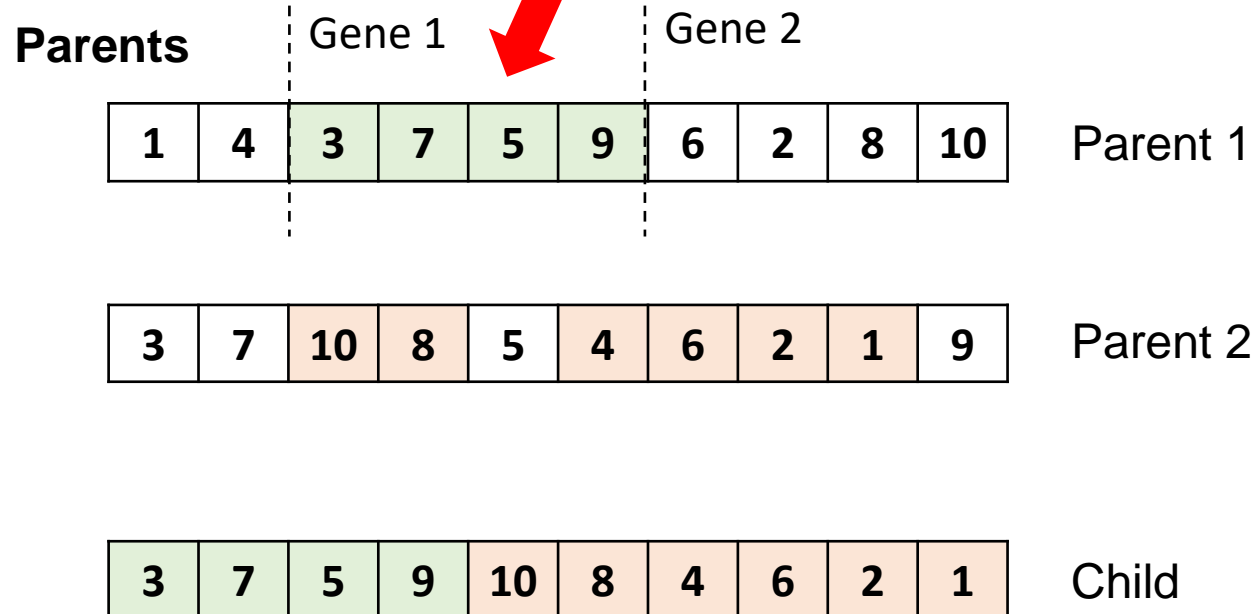 Parents Gene 1 Gene 2
1 4 3 7 5 9 6 2 8 10 Parent 1
3 7 10 8 5 4 6 2 1 9 Parent 2
3 7 5 9 10 8 4 6 2 1 Child